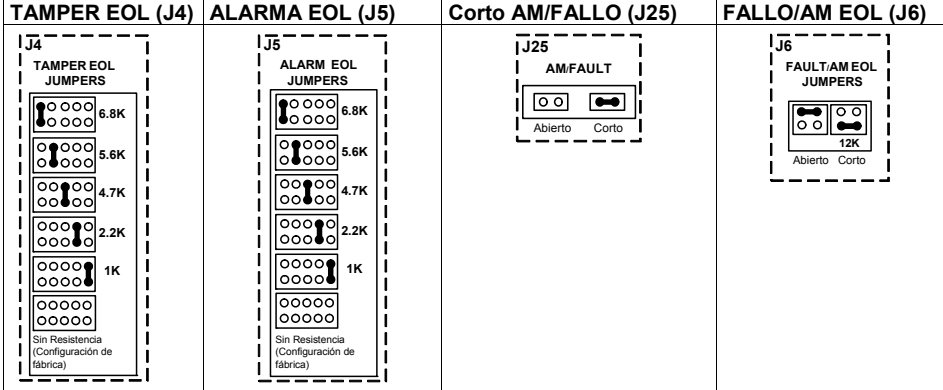 TAMPER EOL (J4)
ALARMA EOL (J5)
Corto AM/FALLO (J25)
FALLO/AM EOL (J6)
J4
TAMPER EOL
JUMPERS
6.8K
5.6K
4.7K
2.2K
1K
Sin Resistencia
(Configuración de
fábrica)
J5
ALARM EOL
JUMPERS
6.8K
5.6K
4.7K
2.2K
1K
Sin Resistencia
(Configuración de
fábrica)
J25
AM/FAULT
Abierto Corto
J6
FAULT/AM EOL
JUMPERS
12K
Abierto Corto